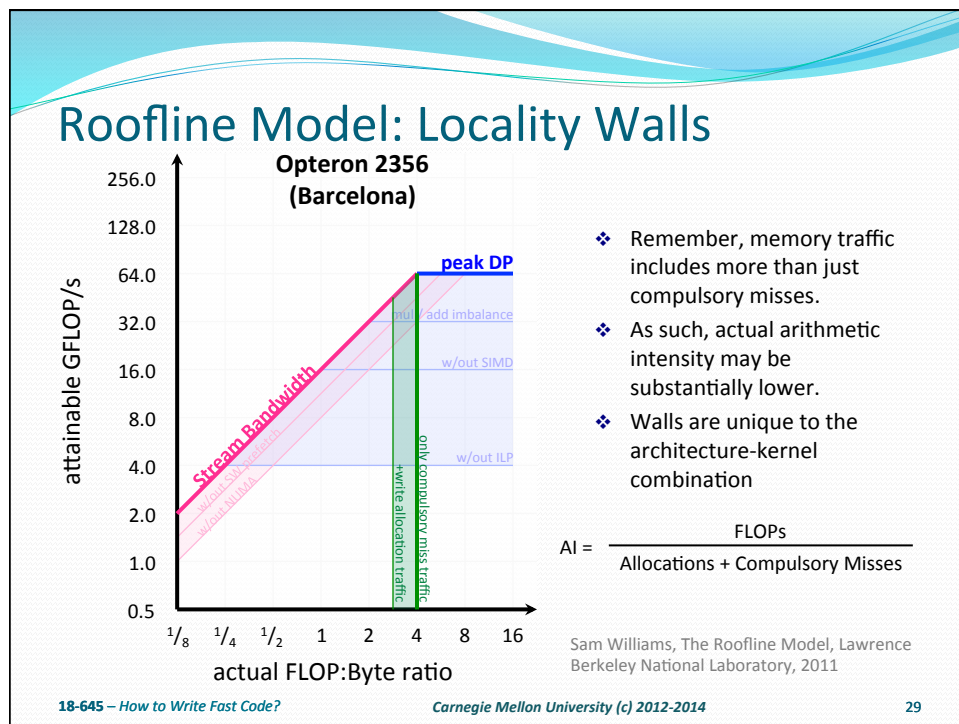 Roofline Model: Locality Walls
Opteron 2356
(Barcelona)
attainable GFLOP/s
256.0
128.0
64.0
32.0
16.0
8.0
4.0
2.0
1.0
0.5
peak DP
mul / add imbalance
w/out SIMD
w/out ILP
Stream Bandwidth
w/out SW prefetch
w/out NUMA
+write allocation traffic
only compulsory miss traffic
1/8
1/4
1/2
1
2
4
8
16
actual FLOP:Byte ratio
❖ Remember, memory traffic
includes more than just
compulsory misses.
❖ As such, actual arithmetic
intensity may be
substantially lower.
❖ Walls are unique to the
architecture-kernel
combination
FLOPs
AI =
Allocations + Compulsory Misses
Sam Williams, The Roofline Model, Lawrence
Berkeley National Laboratory, 2011
18-645 – How to Write Fast Code?
Carnegie Mellon University (c) 2012-2014
29